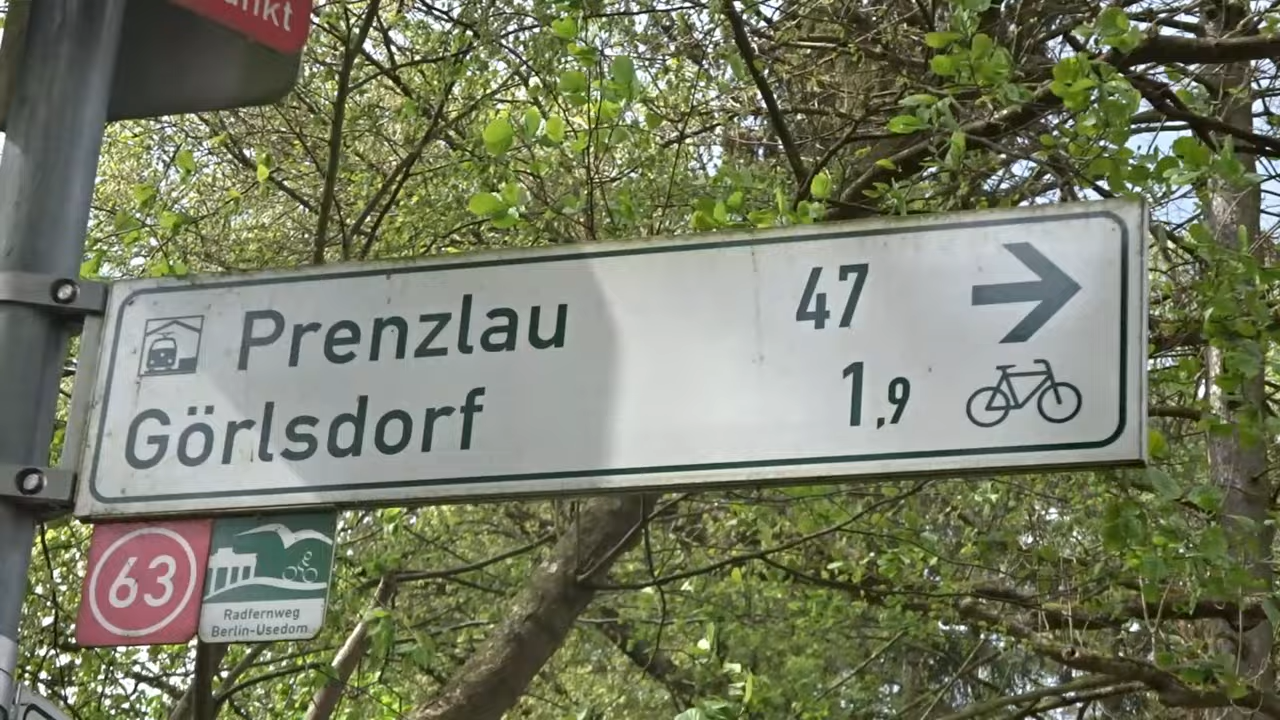 Prenzlau 47
Görlsdorf 1,9
63
Radfernweg
Berlin-Usedom